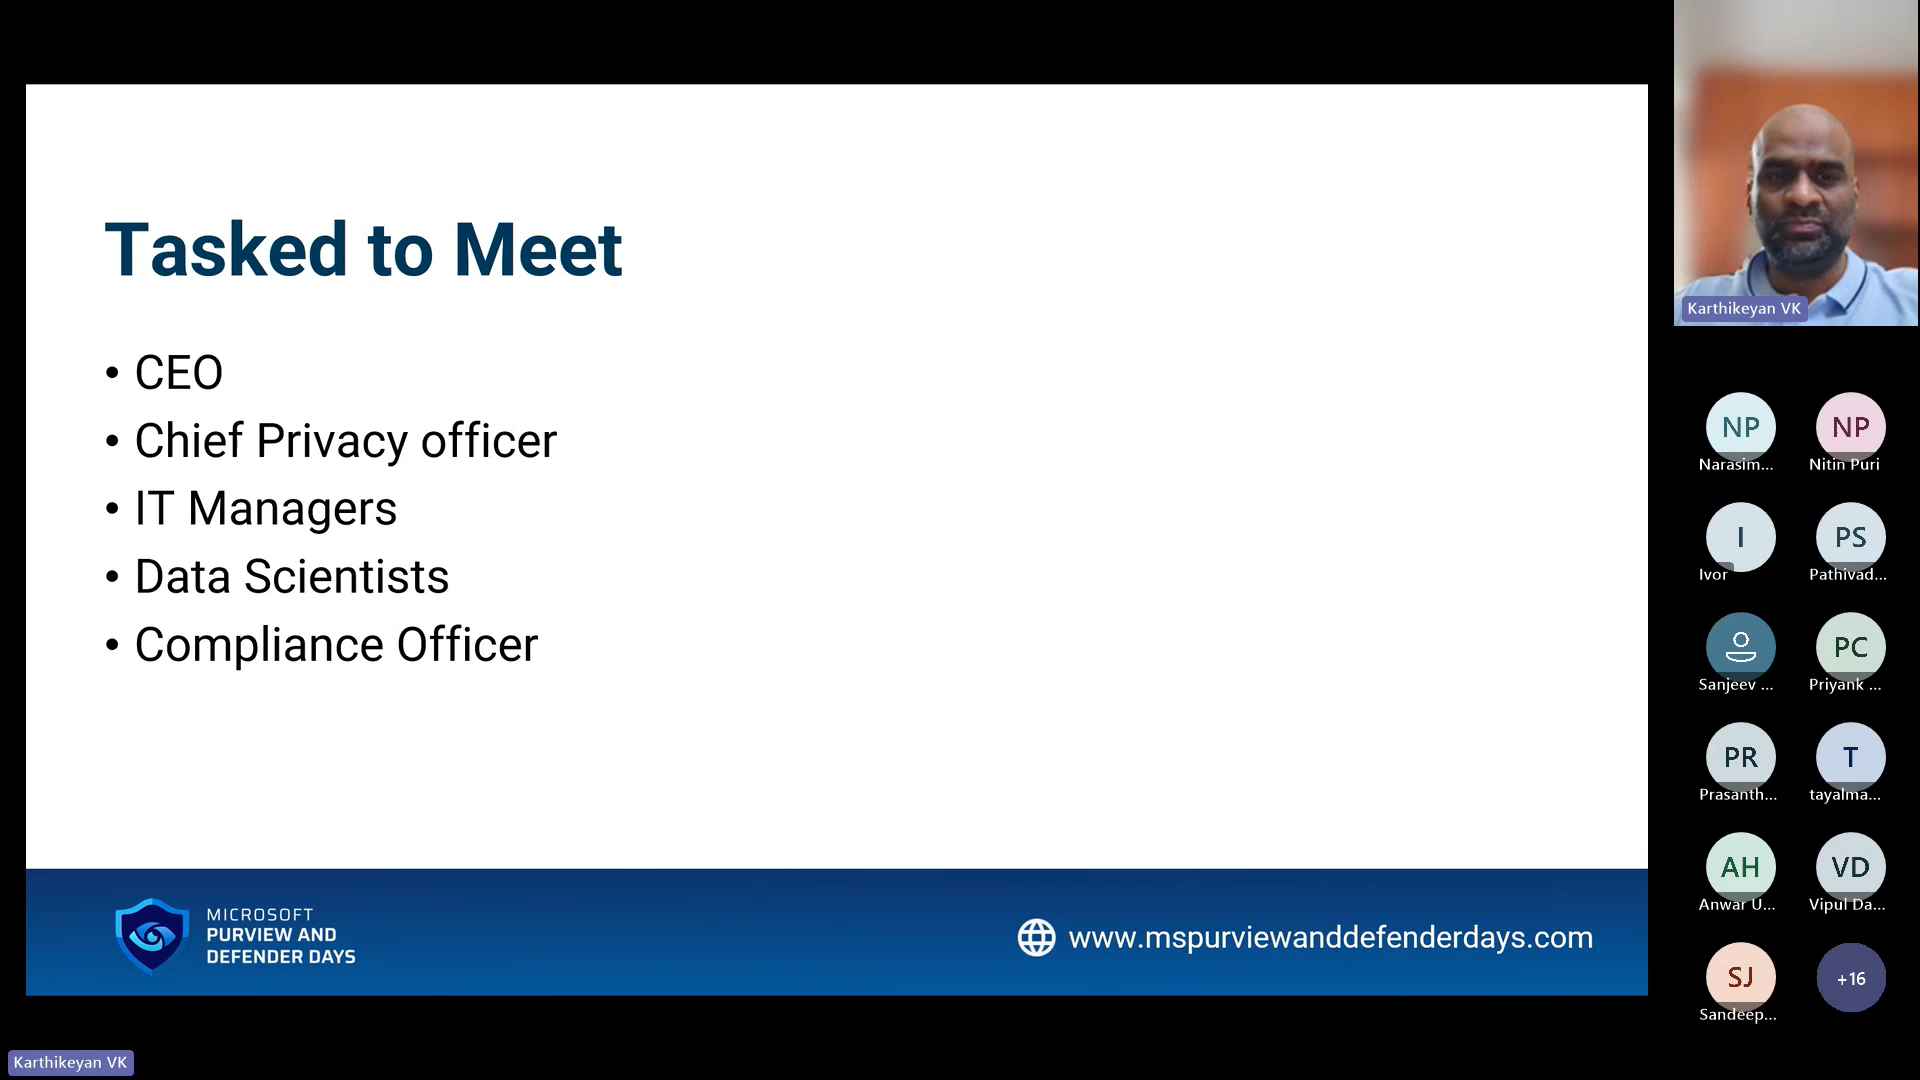 Tasked to Meet
• CEO
• Chief Privacy officer
• IT Managers
• Data Scientists
• Compliance Officer
MICROSOFT
PURVIEW AND
DEFENDER DAYS
www.mspurviewanddefenderdays.com
Karthikeyan VK
Karthikeyan VK
NP
Narasim...
NP
Nitin Puri
I
Ivor
PS
Pathivad...
Sanjeev ...
PC
Priyank ...
PR
Prasanth...
T
tayalma...
AH
Anwar U...
VD
Vipul Da...
SJ
Sandeep...
+16